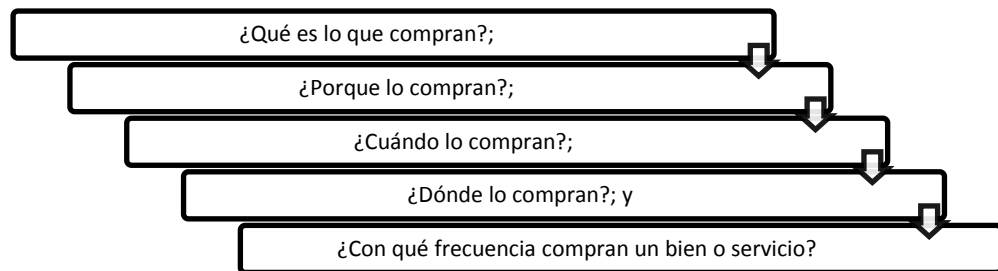 ¿Qué es lo que compran?;
¿Porque lo compran?;
¿Cuándo lo compran?;
¿Dónde lo compran?; y
¿Con qué frecuencia compran un bien o servicio?